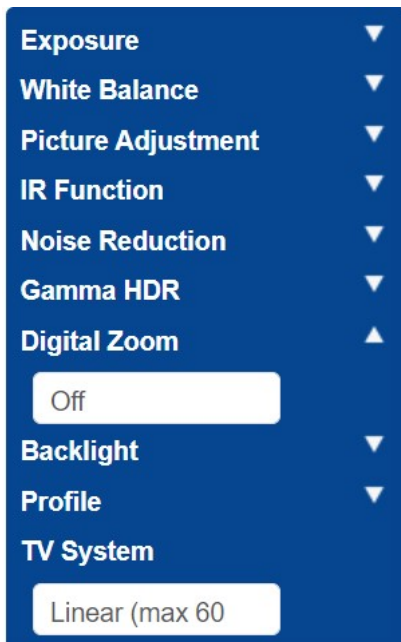 Exposure
White Balance
Picture Adjustment
IR Function
Noise Reduction
Gamma HDR
Digital Zoom
Off
Backlight
Profile
TV System
Linear (max 60